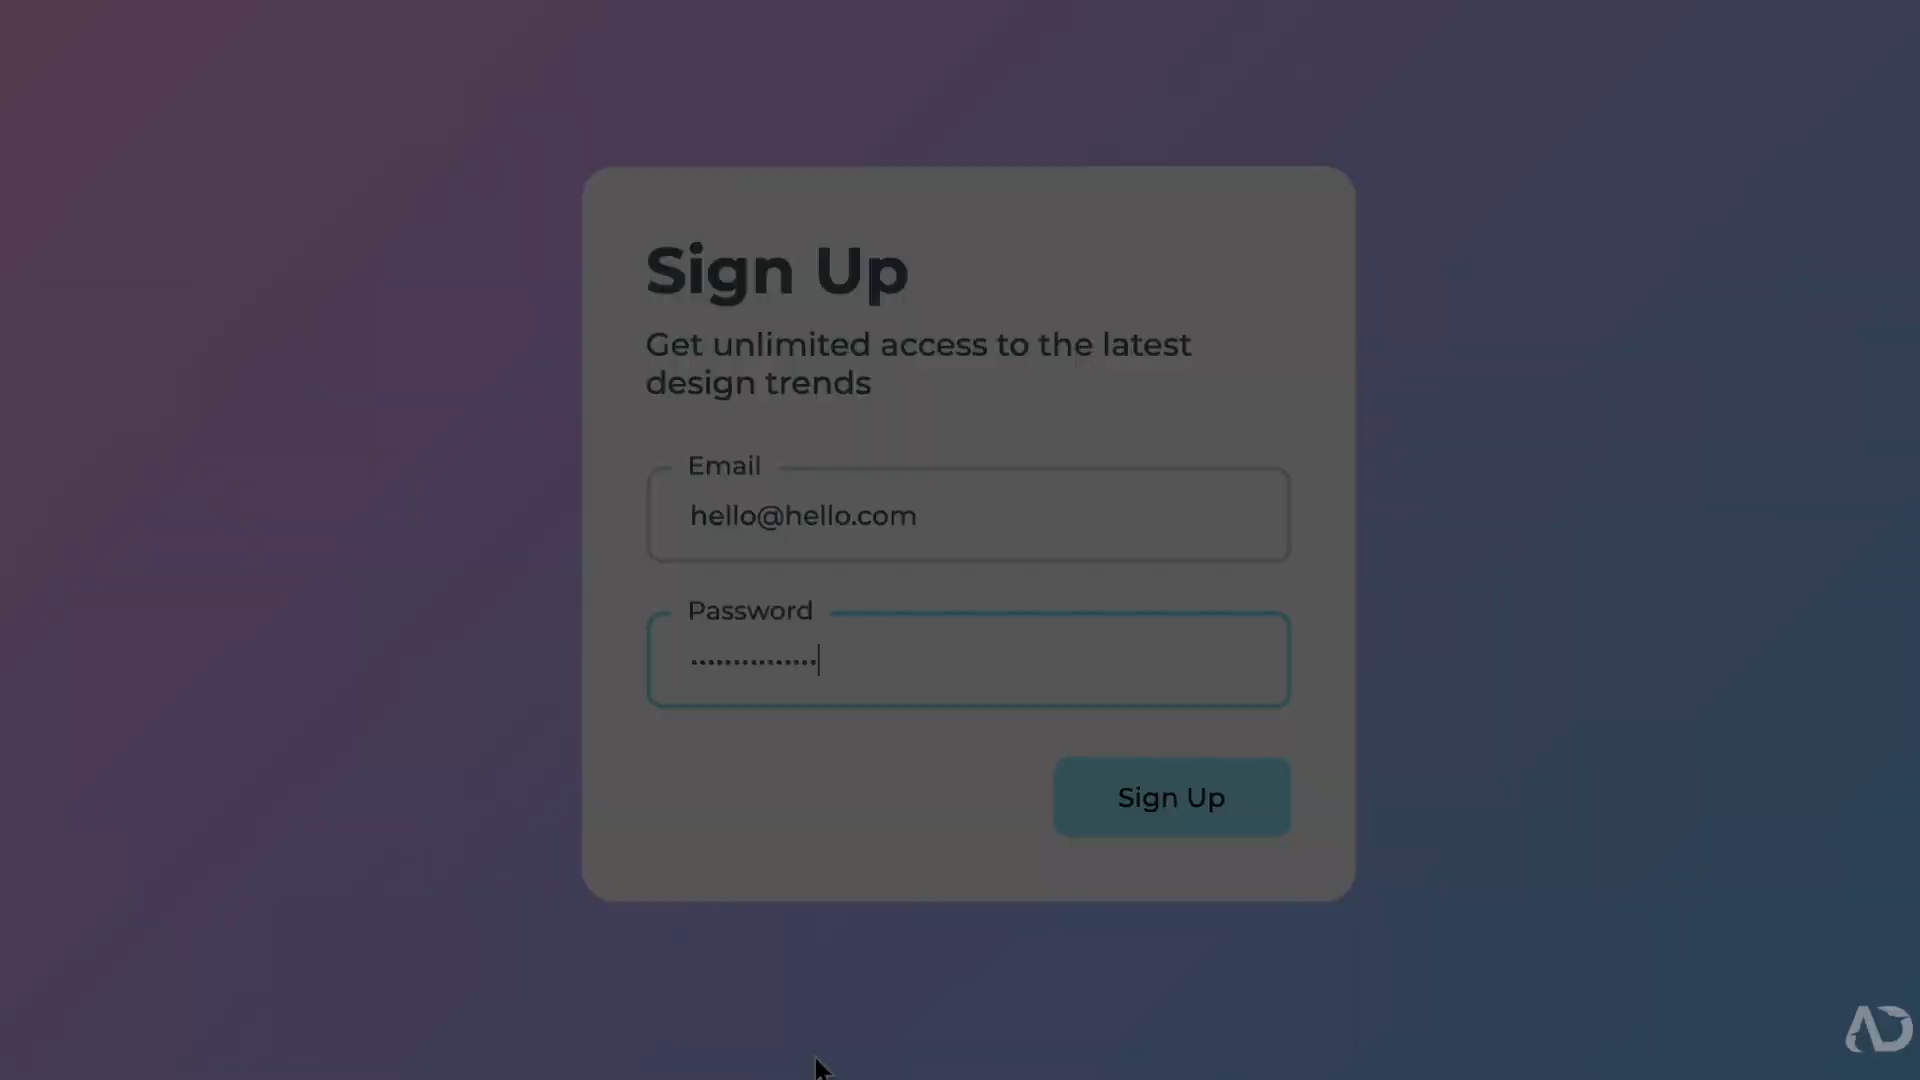 Sign Up
Get unlimited access to the latest
design trends
Email
hello@hello.com
Password
Sign Up